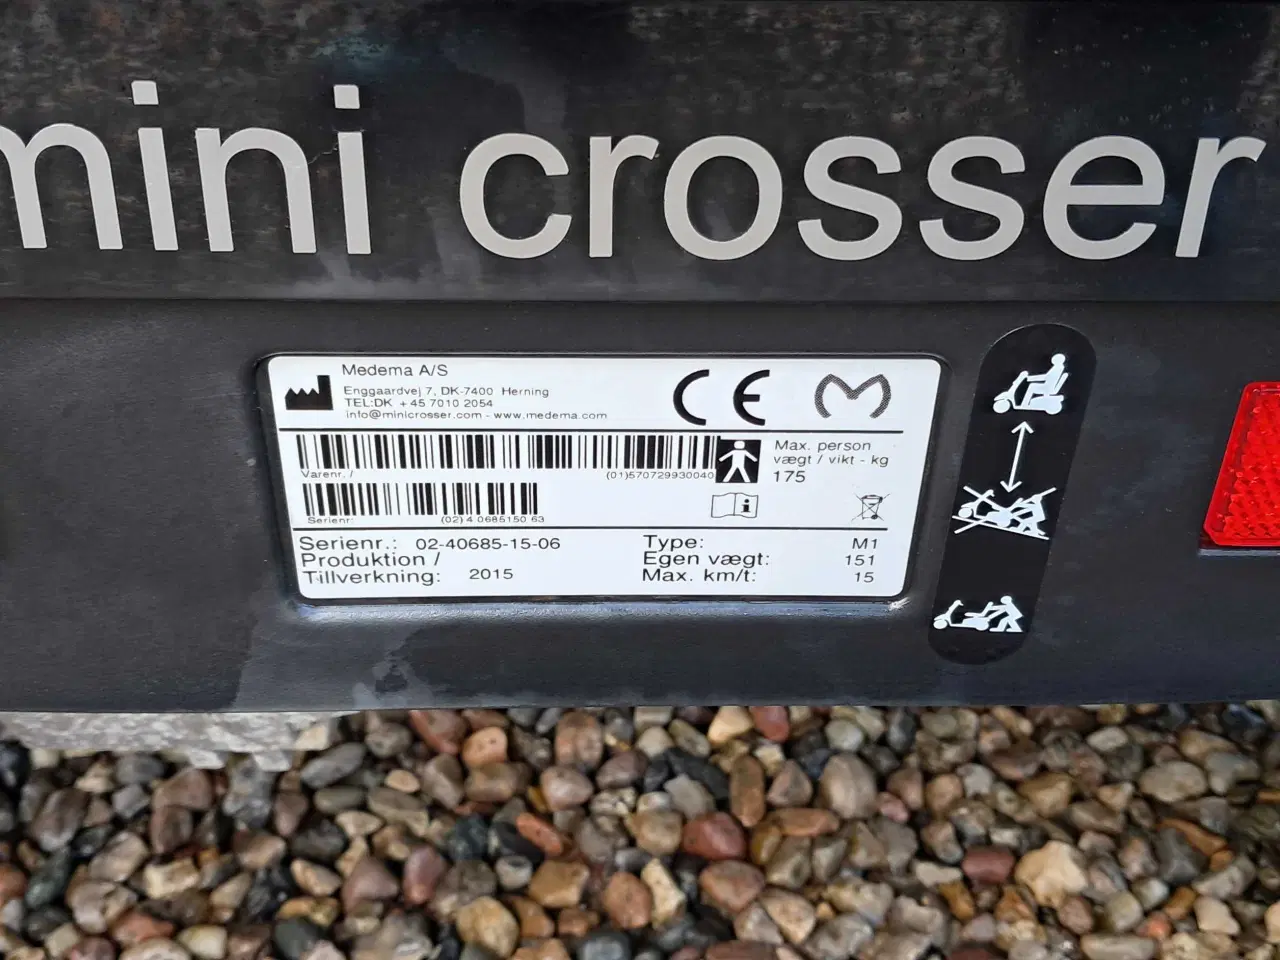 mini crosser
Medema A/S
Enggaardvej 7, DK-7400 Herning
TEL:DK +45 7010 2054
info@minicrosser.com - www.medema.com
CE
Varenr. /
(01)570729930040
Max. person
vægt / vikt - kg
175
Serienr:
(02) 4 0685150 63
Serienr.: 02-40685-15-06
Produktion /
Tillverkning: 2015
Type: M1
Egen vægt: 151
Max. km/t: 15